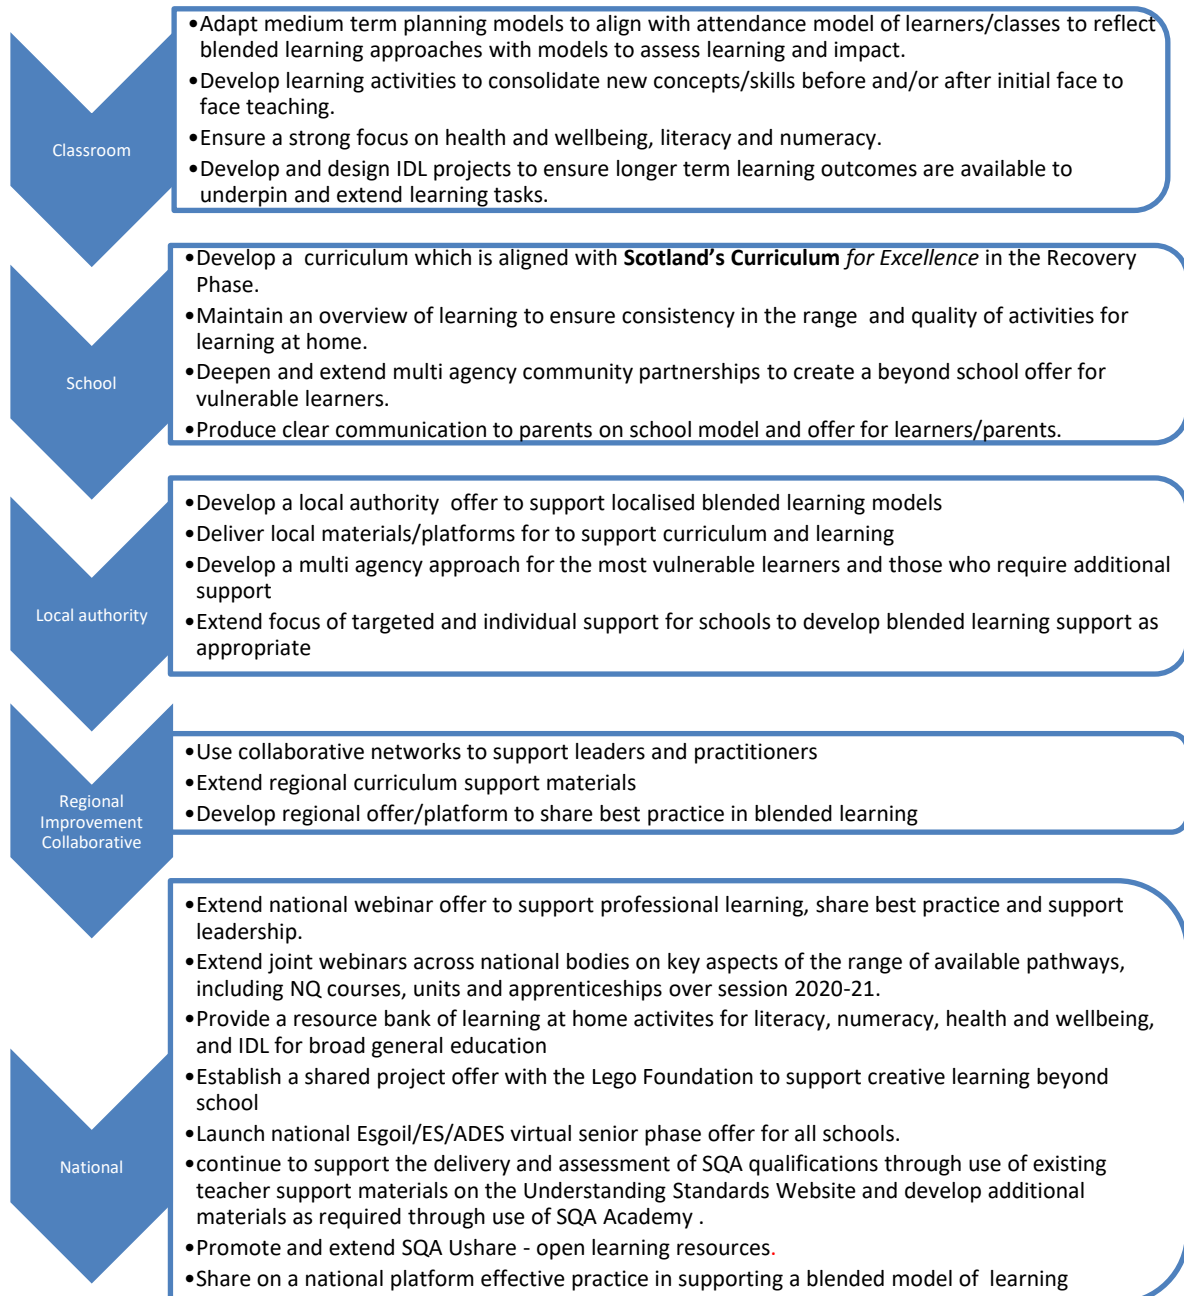 Classroom
•Adapt medium term planning models to align with attendance model of learners/classes to reflect
blended learning approaches with models to assess learning and impact.
•Develop learning activities to consolidate new concepts/skills before and/or after initial face to
face teaching.
•Ensure a strong focus on health and wellbeing, literacy and numeracy.
•Develop and design IDL projects to ensure longer term learning outcomes are available to
underpin and extend learning tasks.
School
•Develop a  curriculum which is aligned with Scotland’s Curriculum for Excellence in the Recovery
Phase.
•Maintain an overview of learning to ensure consistency in the range  and quality of activities for
learning at home.
•Deepen and extend multi agency community partnerships to create a beyond school offer for
vulnerable learners.
•Produce clear communication to parents on school model and offer for learners/parents.
Local authority
•Develop a local authority  offer to support localised blended learning models
•Deliver local materials/platforms for to support curriculum and learning
•Develop a multi agency approach for the most vulnerable learners and those who require additional
support
•Extend focus of targeted and individual support for schools to develop blended learning support as
appropriate
Regional
Improvement
Collaborative
•Use collaborative networks to support leaders and practitioners
•Extend regional curriculum support materials
•Develop regional offer/platform to share best practice in blended learning
National
•Extend national webinar offer to support professional learning, share best practice and support
leadership.
•Extend joint webinars across national bodies on key aspects of the range of available pathways,
including NQ courses, units and apprenticeships over session 2020-21.
•Provide a resource bank of learning at home activites for literacy, numeracy, health and wellbeing,
and IDL for broad general education
•Establish a shared project offer with the Lego Foundation to support creative learning beyond
school
•Launch national Esgoil/ES/ADES virtual senior phase offer for all schools.
•continue to support the delivery and assessment of SQA qualifications through use of existing
teacher support materials on the Understanding Standards Website and develop additional
materials as required through use of SQA Academy .
•Promote and extend SQA Ushare - open learning resources.
•Share on a national platform effective practice in supporting a blended model of  learning